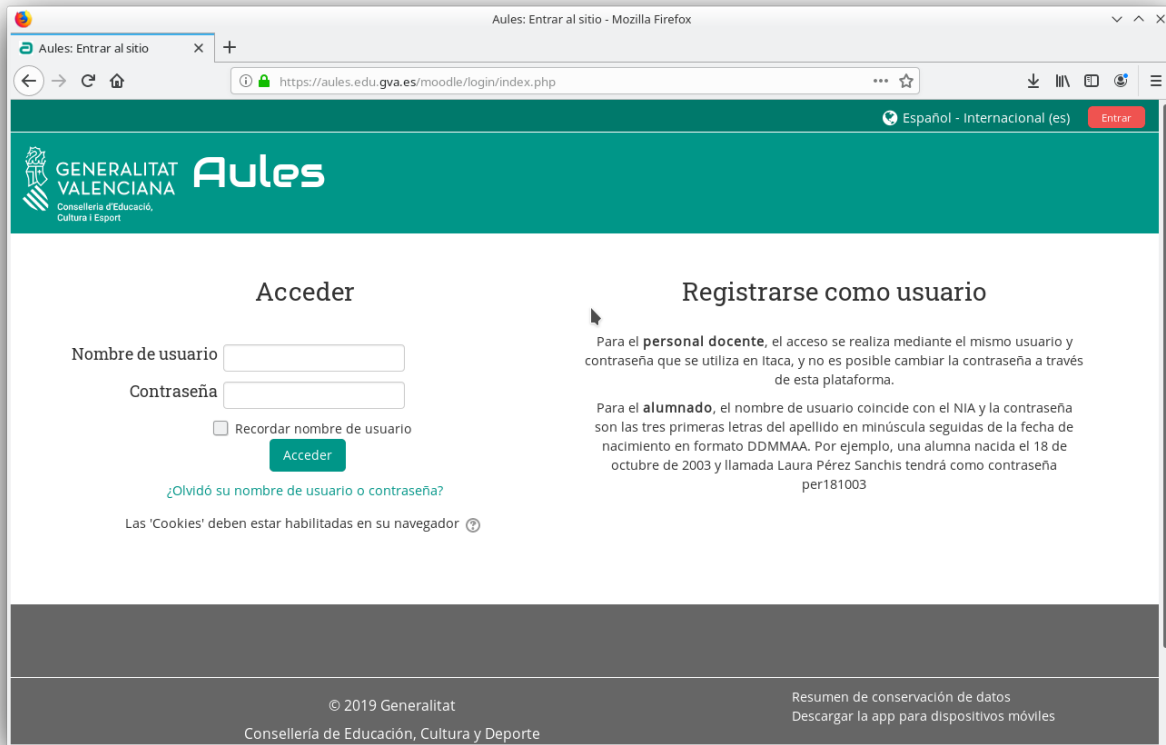 Aules: Entrar al sitio - Mozilla Firefox
Aules: Entrar al sitio
https://aules.edu.gva.es/moodle/login/index.php
Español - Internacional (es)
Entrar
GENERALITAT
VALENCIANA
Conselleria d'Educació,
Cultura i Esport
Aules
Acceder
Nombre de usuario
Contraseña
Recordar nombre de usuario
Acceder
¿Olvidó su nombre de usuario o contraseña?
Las 'Cookies' deben estar habilitadas en su navegador
Registrarse como usuario
Para el personal docente, el acceso se realiza mediante el mismo usuario y
contraseña que se utiliza en Itaca, y no es posible cambiar la contraseña a través
de esta plataforma.
Para el alumnado, el nombre de usuario coincide con el NIA y la contraseña
son las tres primeras letras del apellido en minúscula seguidas de la fecha de
nacimiento en formato DDMMAA. Por ejemplo, una alumna nacida el 18 de
octubre de 2003 y llamada Laura Pérez Sanchis tendrá como contraseña
per181003
© 2019 Generalitat
Consellería de Educación, Cultura y Deporte
Resumen de conservación de datos
Descargar la app para dispositivos móviles